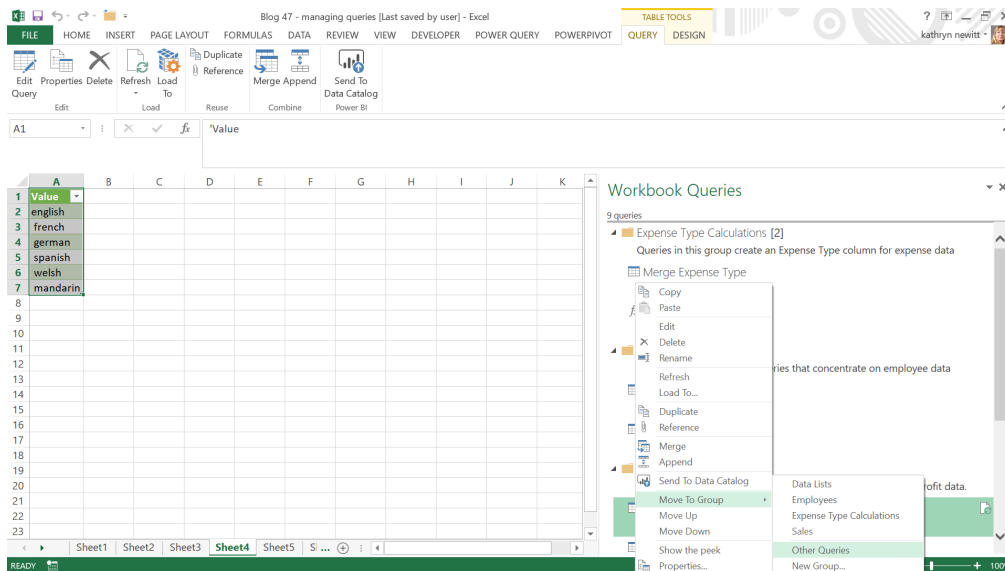 Blog 47 - managing queries [Last saved by user] - Excel
TABLE TOOLS
FILE HOME INSERT PAGE LAYOUT FORMULAS DATA REVIEW VIEW DEVELOPER POWER QUERY POWERPIVOT QUERY DESIGN
kathryn newitt
Edit Query
Properties
Delete
Refresh
Load To
Duplicate
Reference
Merge
Append
Send To Data Catalog
Edit Load Reuse Combine Power BI
A1 fx 'Value
A B C D E F G H I J K
1 Value
2 english
3 french
4 german
5 spanish
6 welsh
7 mandarin
8
9
10
11
12
13
14
15
16
17
18
19
20
21
22
23
Workbook Queries
9 queries
Expense Type Calculations [2]
Queries in this group create an Expense Type column for expense data
Merge Expense Type
Copy
Paste
Edit
Delete
Rename
ries that concentrate on employee data
Refresh
Load To...
Duplicate
Reference
Merge
Append
Send To Data Catalog
rofit data.
Move To Group
Move Up
Move Down
Show the peek
Properties...
Data Lists
Employees
Expense Type Calculations
Sales
Other Queries
New Group...
Sheet1 Sheet2 Sheet3 Sheet4 Sheet5 ...
READY
100